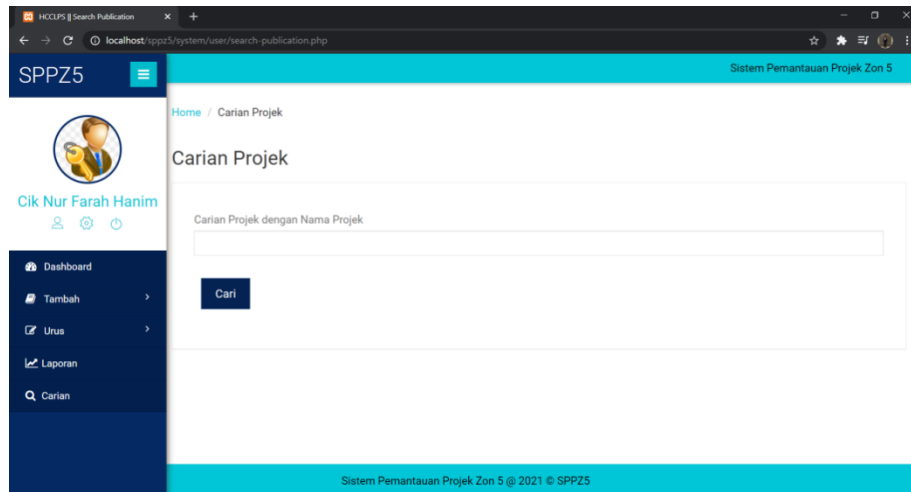 HCCLPS || Search Publication
localhost/sppz5/system/user/search-publication.php
SPPZ5
Sistem Pemantauan Projek Zon 5
Home / Carian Projek
Carian Projek
Cik Nur Farah Hanim
Carian Projek dengan Nama Projek
Cari
Dashboard
Tambah
Urus
Laporan
Carian
Sistem Pemantauan Projek Zon 5 @ 2021 © SPPZ5